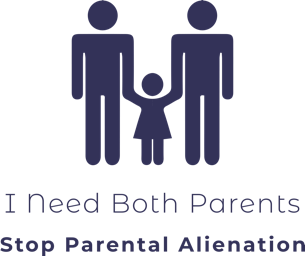 I Need Both Parents
Stop Parental Alienation